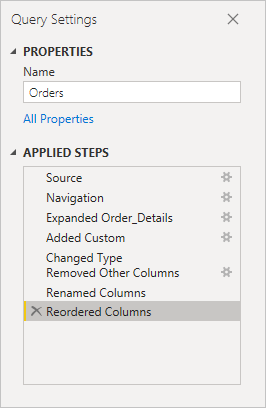 Query Settings
PROPERTIES
Name
Orders
All Properties
APPLIED STEPS
Source
Navigation
Expanded Order_Details
Added Custom
Changed Type
Removed Other Columns
Renamed Columns
Reordered Columns